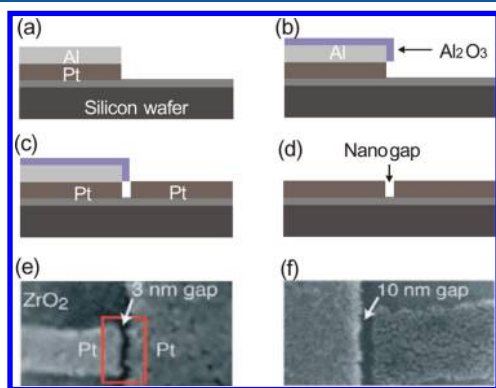 (a)
Al
Pt
Silicon wafer
(b)
Al
Al2O3
(c)
Pt
Pt
(d)
Nanogap
(e)
ZrO2
3 nm gap
Pt
Pt
(f)
10 nm gap